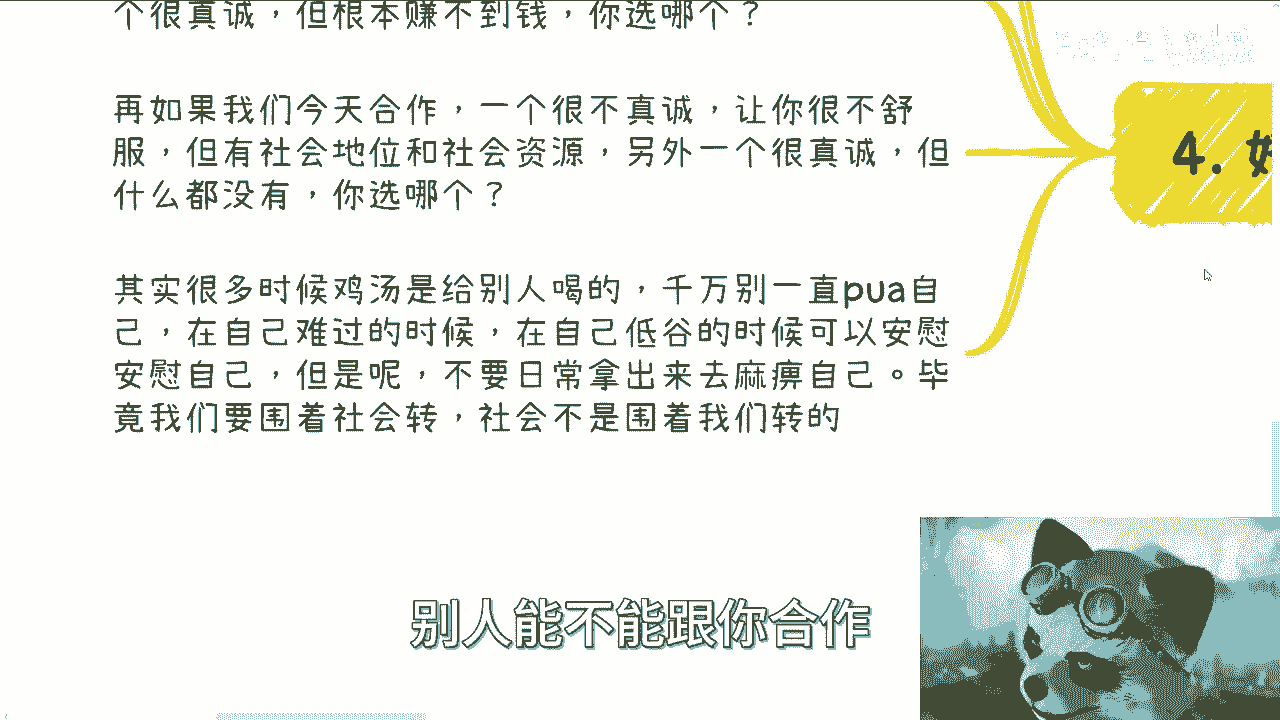 个很真诚，但根本赚不到钱，你选哪个？
再如果我们今天合作，一个很不真诚，让你很不舒
服，但有社会地位和社会资源，另外一个很真诚，但
什么都没有，你选哪个？
其实很多时候鸡汤是给别人喝的，千万别一直pua自
己，在自己难过的时候，在自己低谷的时候可以安慰
安慰自己，但是呢，不要日常拿出来去麻痹自己。毕
竟我们要围着社会转，社会不是围着我们转的
4.
别人能不能跟你合作